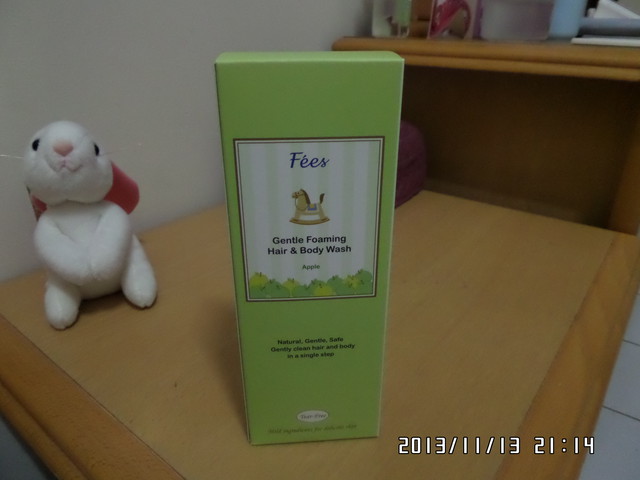 Fées
Gentle Foaming
Hair & Body Wash
Apple
Natural, Gentle, Safe
Gently clean hair and body
in a single step
2013/11/13 21:14